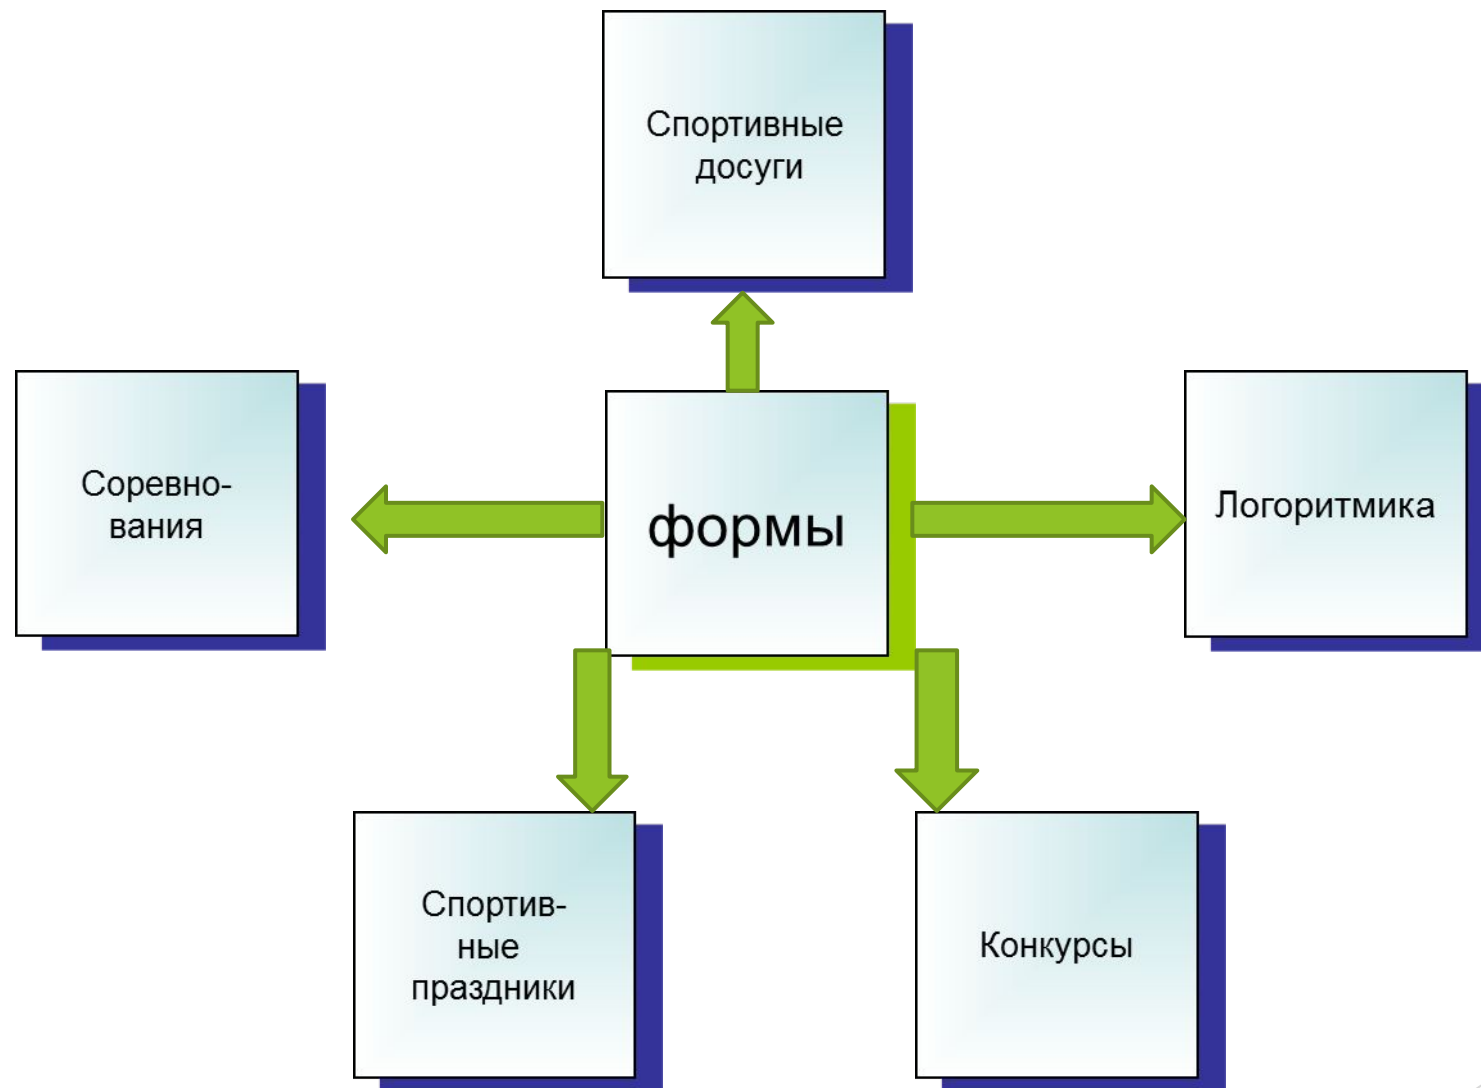 Спортивные
досуги
Соревно-
вания
формы
Логоритмика
Спортив-
ные
праздники
Конкурсы